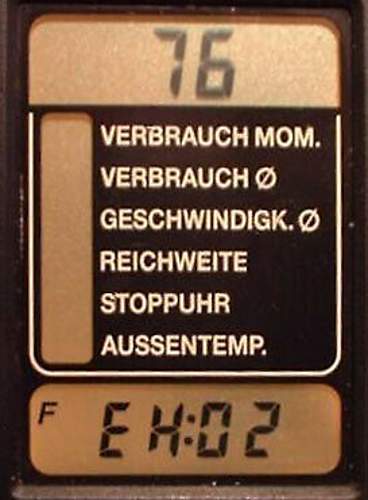 76
VERBRAUCH MOM.
VERBRAUCH Ø
GESCHWINDIGK. Ø
REICHWEITE
STOPPUHR
AUSSENTEMP.
F EH:02